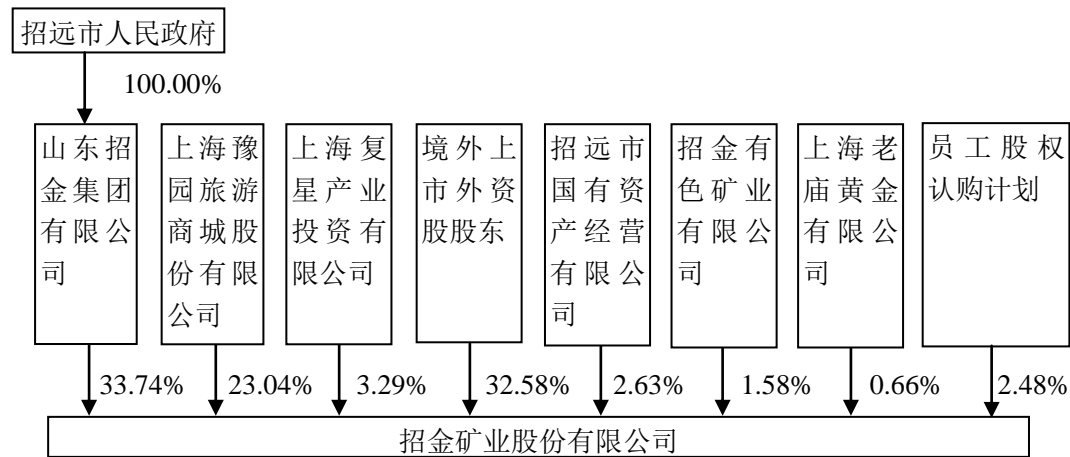 招远市人民政府
100.00%
山东招
金集团
有限公
司
上海豫
园旅游
商城股
份有限
公司
上海复
星产业
投资有
限公司
境外上
市外资
股股东
招远市
国有资
产经营
有限公
司
招金有
色矿业
有限公
司
上海老
庙黄金
有限公
司
员工股权
认购计划
33.74%
23.04%
3.29%
32.58%
2.63%
1.58%
0.66%
2.48%
招金矿业股份有限公司